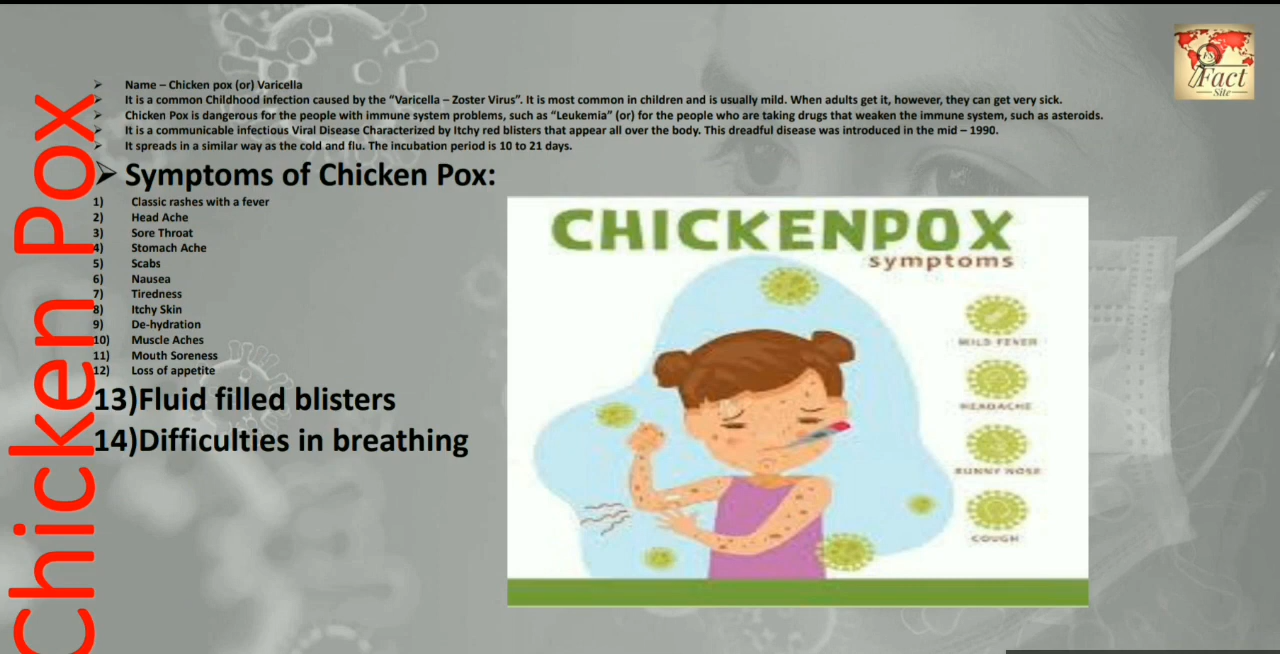 Chicken Pox
Fact
Site
➢ Name – Chicken pox (or) Varicella
➢ It is a common Childhood infection caused by the “Varicella – Zoster Virus”. It is most common in children and is usually mild. When adults get it, however, they can get very sick.
➢ Chicken Pox is dangerous for the people with immune system problems, such as “Leukemia” (or) for the people who are taking drugs that weaken the immune system, such as asteroids.
➢ It is a communicable infectious Viral Disease Characterized by Itchy red blisters that appear all over the body. This dreadful disease was introduced in the mid – 1990.
➢ It spreads in a similar way as the cold and flu. The incubation period is 10 to 21 days.
➢ Symptoms of Chicken Pox:
1) Classic rashes with a fever
2) Head Ache
3) Sore Throat
4) Stomach Ache
5) Scabs
6) Nausea
7) Tiredness
8) Itchy Skin
9) De-hydration
10) Muscle Aches
11) Mouth Soreness
12) Loss of appetite
13)Fluid filled blisters
14)Difficulties in breathing
CHICKENPOX
symptoms
MILD FEVER
HEADACHE
RUNNY NOSE
COUGH